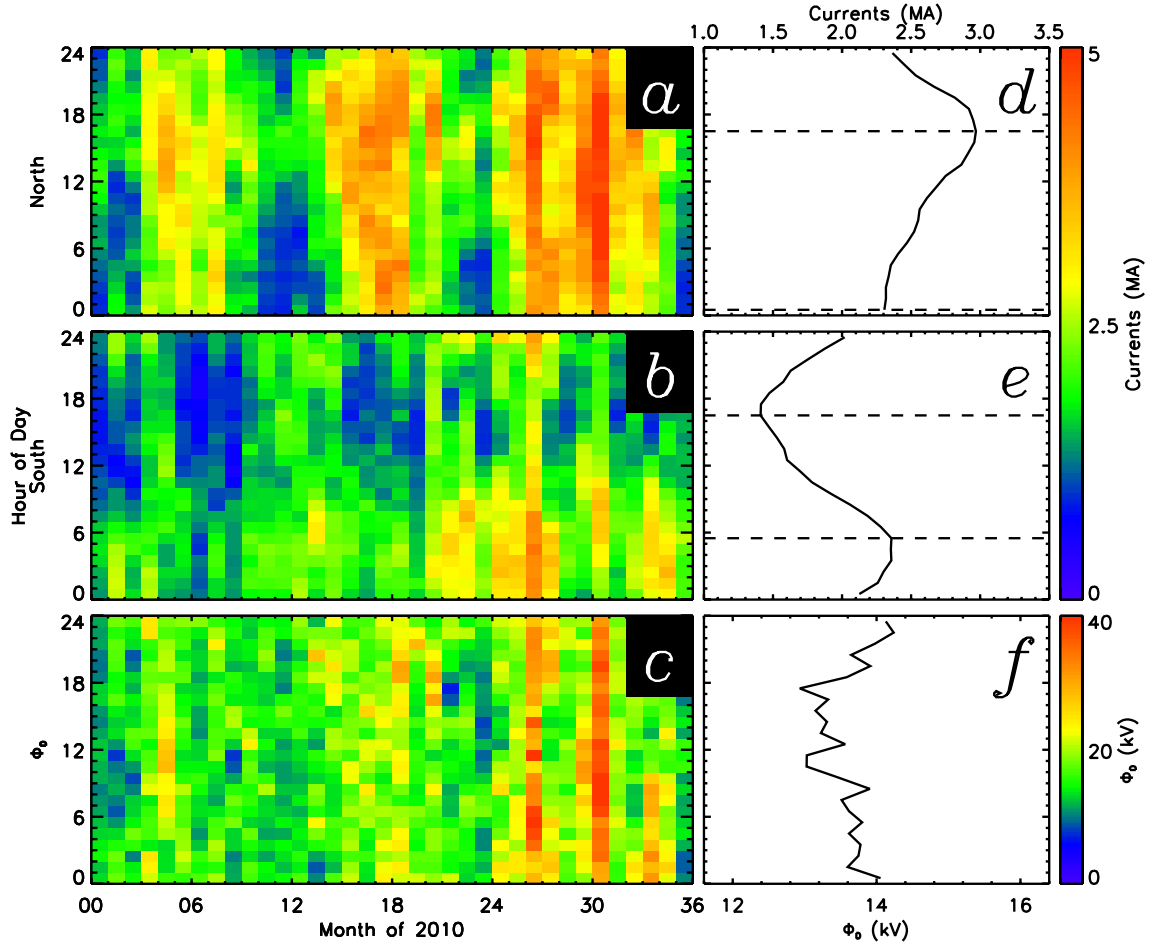 Currents (MA)
1.0 1.5 2.0 2.5 3.0 3.5
24
18
12
6
0
North
a
d
5
2.5
0
Currents (MA)
24
18
12
6
0
Hour of Day
South
b
e
24
18
12
6
0
Φ₀
c
f
40
20
0
Φ₀ (kV)
00 06 12 18 24 30 36
Month of 2010
12 14 16
Φ₀ (kV)